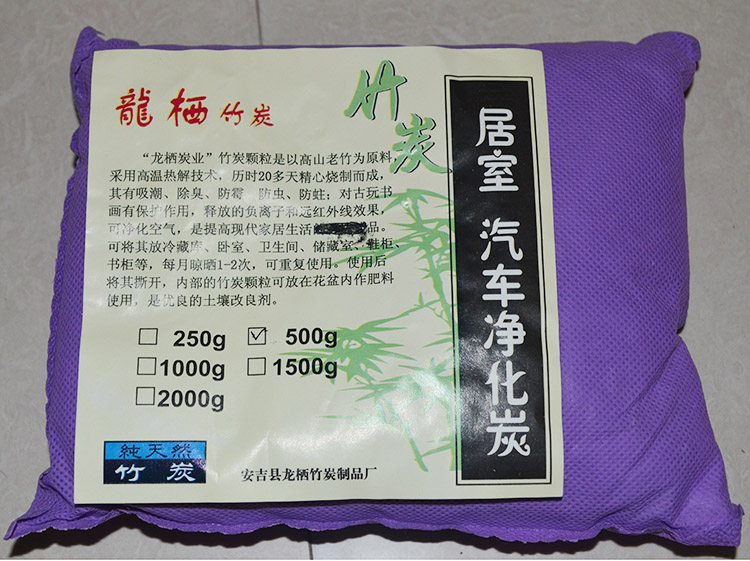 龍栖竹炭
竹炭
"龙栖炭业"竹炭颗粒是以高山老竹为原料
采用高温热解技术,历时20多天精心烧制而成,
其有吸潮、除臭、防霉、防虫、防蛀;对古玩书
画有保护作用,释放的负离子和远红外线效果,
可净化空气,是提高现代家居生活品。
可将其放冷藏库、卧室、卫生间、储藏室、鞋柜、
书柜等,每月晾晒1-2次,可重复使用。使用后
将其撕开,内部的竹炭颗粒可放在花盆内作肥料
使用,是优良的土壤改良剂。
250g 500g
1000g 1500g
2000g
純天然
竹炭
安吉县龙栖竹炭制品厂
居室 汽车净化炭